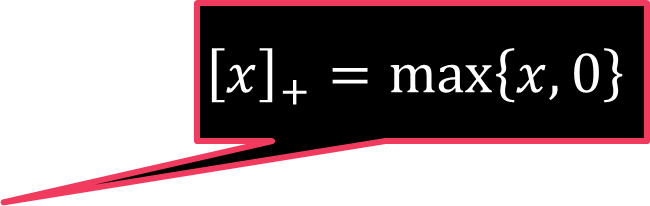 [x]₊ = max{x, 0}